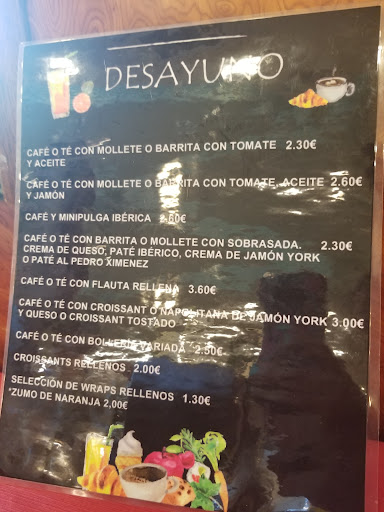 DESAYUNO
CAFÉ O TÉ CON MOLLETE O BARRITA CON TOMATE 2.30€
Y ACEITE
CAFÉ O TÉ CON MOLLETE O BARRITA CON TOMATE, ACEITE 2.60€
Y JAMÓN
CAFÉ Y MINIPULGA IBÉRICA 2.60€
CAFÉ O TÉ CON BARRITA O MOLLETE CON SOBRASADA. 2.30€
CREMA DE QUESO, PATÉ IBÉRICO, CREMA DE JAMÓN YORK
O PATÉ AL PEDRO XIMENEZ
CAFÉ O TÉ CON FLAUTA RELLENA 3.60€
CAFÉ O TÉ CON CROISSANT O NAPOLITANA DE JAMÓN YORK 3.00€
Y QUESO O CROISSANT TOSTADO
CAFÉ O TÉ CON BOLLERÍA VARIADA 2.50€
CROISSANTS RELLENOS 2.00€
SELECCIÓN DE WRAPS RELLENOS 1.30€
*ZUMO DE NARANJA 2,00€